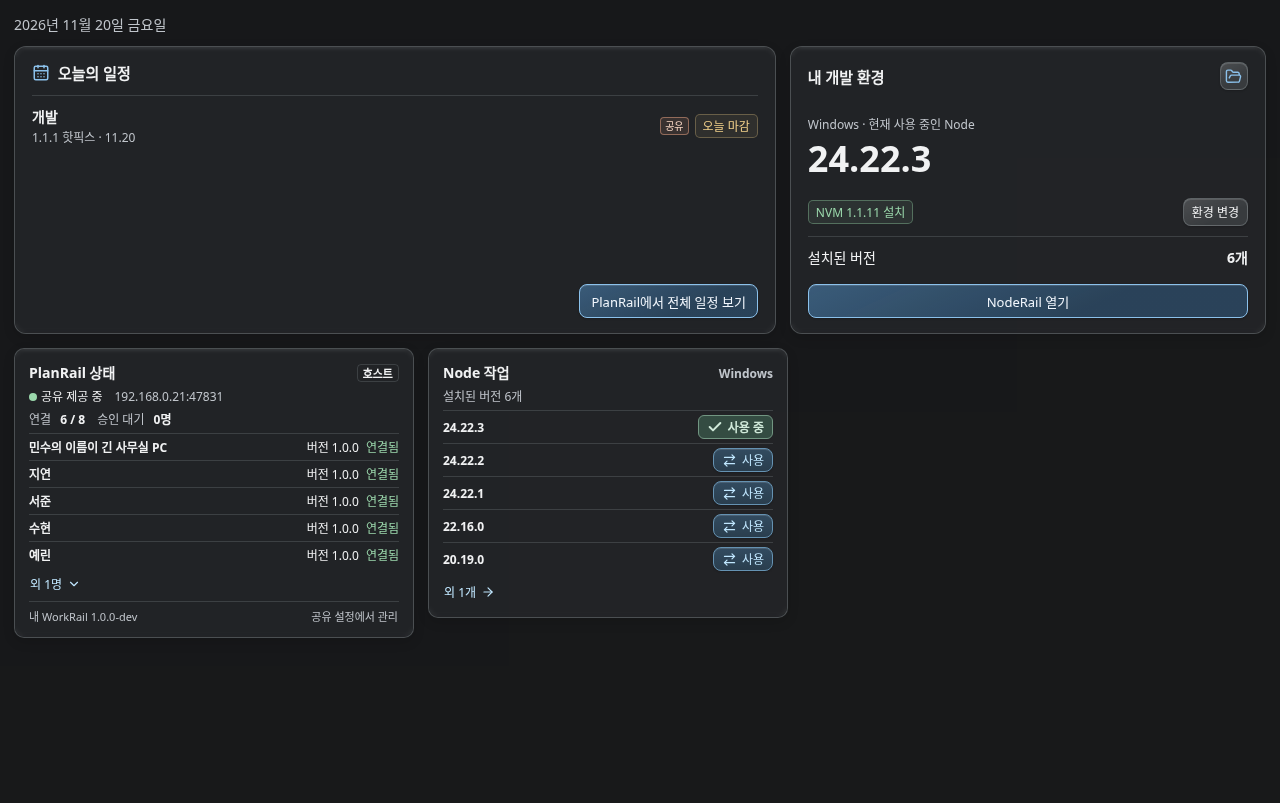 2026년 11월 20일 금요일
오늘의 일정
개발
1.1.1 핫픽스 · 11.20
공유 오늘 마감
PlanRail에서 전체 일정 보기
내 개발 환경
Windows · 현재 사용 중인 Node
24.22.3
NVM 1.1.11 설치 환경 변경
설치된 버전 6개
NodeRail 열기
PlanRail 상태 호스트
공유 제공 중 192.168.0.21:47831
연결 6 / 8 승인 대기 0명
민수의 이름이 긴 사무실 PC 버전 1.0.0 연결됨
지연 버전 1.0.0 연결됨
서준 버전 1.0.0 연결됨
수현 버전 1.0.0 연결됨
예린 버전 1.0.0 연결됨
외 1명
내 WorkRail 1.0.0-dev 공유 설정에서 관리
Node 작업 Windows
설치된 버전 6개
24.22.3 사용 중
24.22.2 사용
24.22.1 사용
22.16.0 사용
20.19.0 사용
외 1개